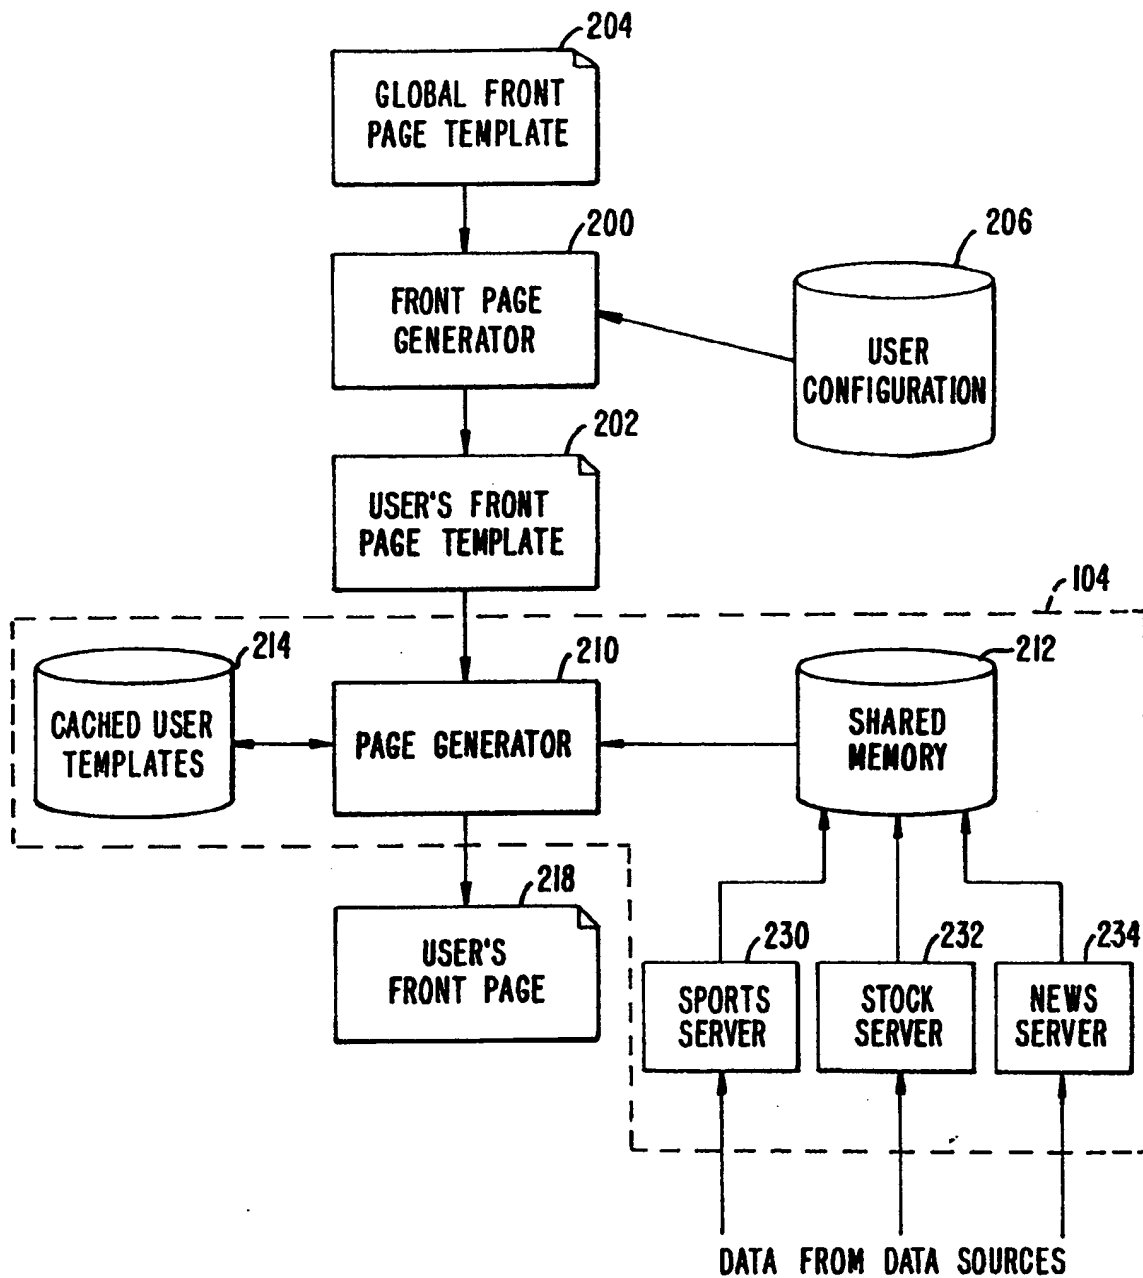 204
GLOBAL FRONT
PAGE TEMPLATE
200
FRONT PAGE
GENERATOR
206
USER
CONFIGURATION
202
USER'S FRONT
PAGE TEMPLATE
104
214
CACHED USER
TEMPLATES
210
PAGE GENERATOR
212
SHARED
MEMORY
218
USER'S
FRONT PAGE
230
SPORTS
SERVER
232
STOCK
SERVER
234
NEWS
SERVER
DATA FROM DATA SOURCES